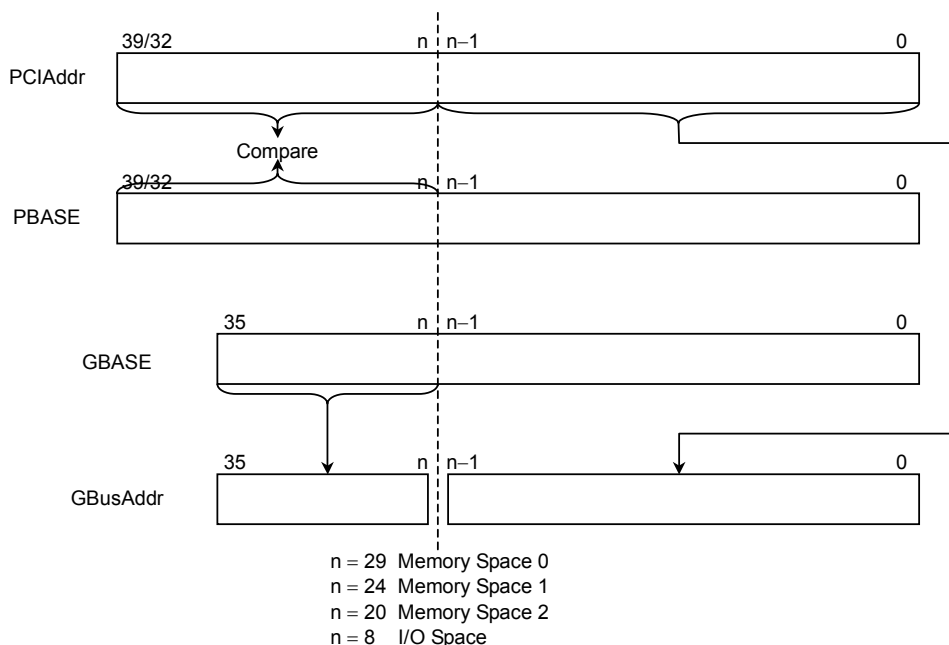 39/32 n n−1 0
PCIAddr
Compare
39/32 n n−1 0
PBASE
35 n n−1 0
GBASE
35 n n−1 0
GBusAddr
n = 29 Memory Space 0
n = 24 Memory Space 1
n = 20 Memory Space 2
n = 8 I/O Space